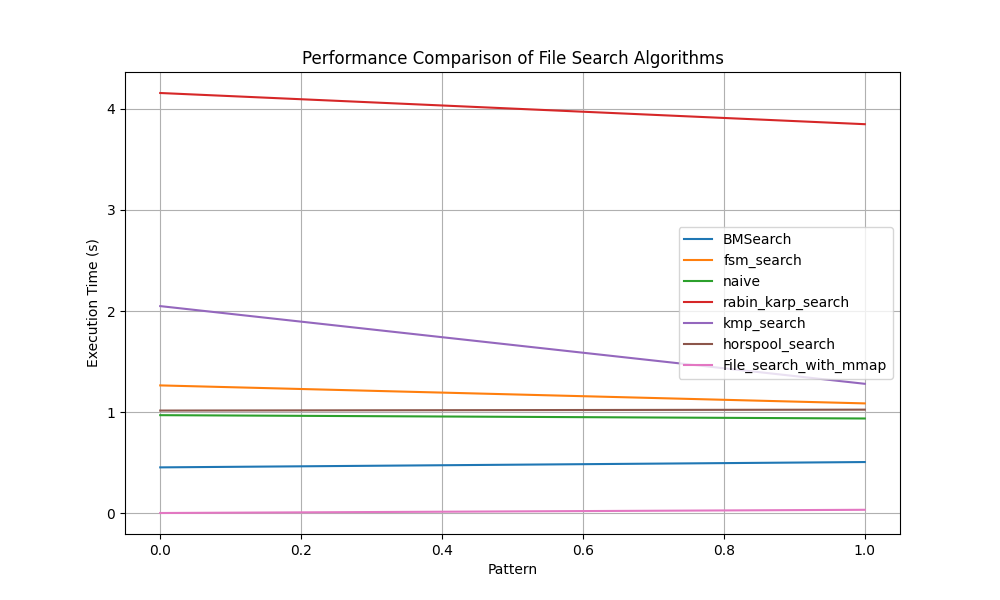 Performance Comparison of File Search Algorithms
Execution Time (s)
4
3
2
1
0
BMSearch
fsm_search
naive
rabin_karp_search
kmp_search
horspool_search
File_search_with_mmap
0.0 0.2 0.4 0.6 0.8 1.0
Pattern